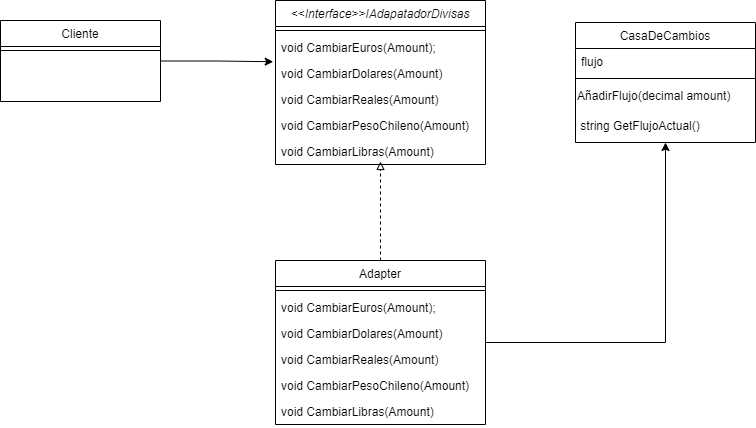 Cliente
<<Interface>>IAdapatadorDivisas
void CambiarEuros(Amount);
void CambiarDolares(Amount)
void CambiarReales(Amount)
void CambiarPesoChileno(Amount)
void CambiarLibras(Amount)
CasaDeCambios
flujo
AñadirFlujo(decimal amount)
string GetFlujoActual()
Adapter
void CambiarEuros(Amount);
void CambiarDolares(Amount)
void CambiarReales(Amount)
void CambiarPesoChileno(Amount)
void CambiarLibras(Amount)